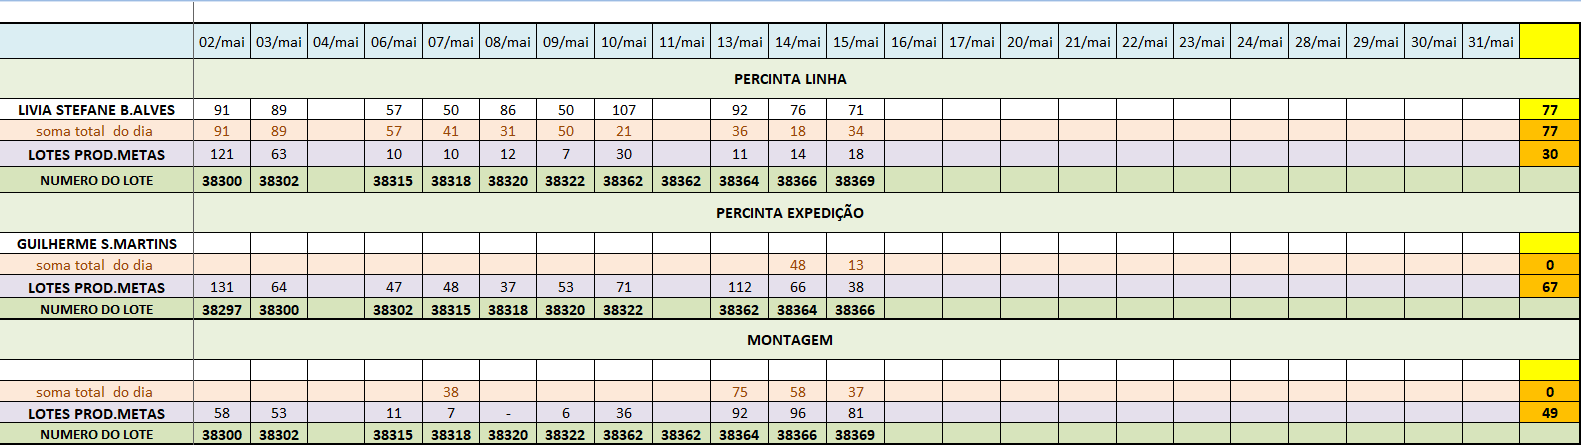 02/mai 03/mai 04/mai 06/mai 07/mai 08/mai 09/mai 10/mai 11/mai 13/mai 14/mai 15/mai 16/mai 17/mai 20/mai 21/mai 22/mai 23/mai 24/mai 28/mai 29/mai 30/mai 31/mai
PERCINTA LINHA
LIVIA STEFANE B.ALVES 91 89 57 50 86 50 107 92 76 71 77
soma total do dia 91 89 57 41 31 50 21 36 18 34 77
LOTES PROD.METAS 121 63 10 10 12 7 30 11 14 18 30
NUMERO DO LOTE 38300 38302 38315 38318 38320 38322 38362 38362 38364 38366 38369
PERCINTA EXPEDIÇÃO
GUILHERME S.MARTINS
soma total do dia 48 13 0
LOTES PROD.METAS 131 64 47 48 37 53 71 112 66 38 67
NUMERO DO LOTE 38297 38300 38302 38315 38318 38320 38322 38362 38364 38366
MONTAGEM
soma total do dia 38 75 58 37 0
LOTES PROD.METAS 58 53 11 7 - 6 36 92 96 81 49
NUMERO DO LOTE 38300 38302 38315 38318 38320 38322 38362 38362 38364 38366 38369